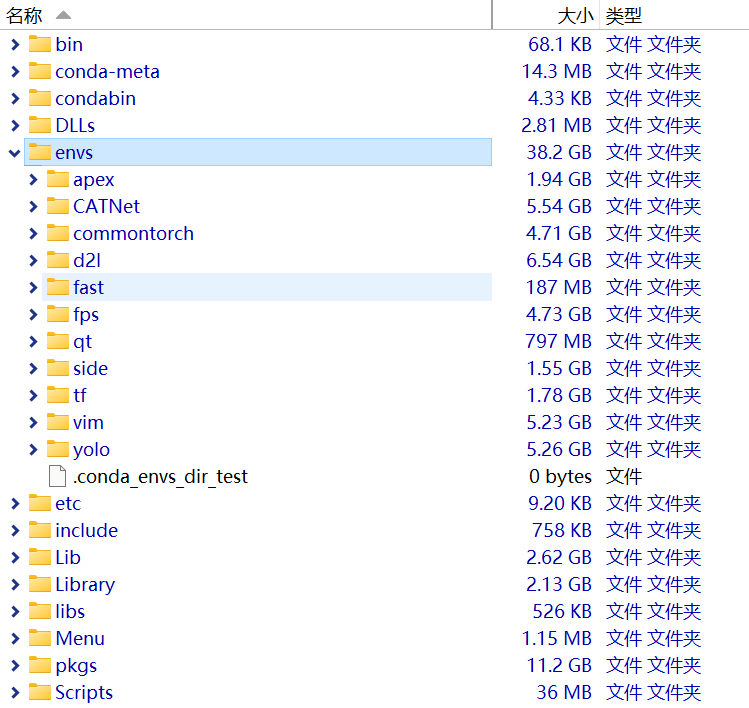 名称 大小 类型
bin 68.1 KB 文件 文件夹
conda-meta 14.3 MB 文件 文件夹
condabin 4.33 KB 文件 文件夹
DLLs 2.81 MB 文件 文件夹
envs 38.2 GB 文件 文件夹
apex 1.94 GB 文件 文件夹
CATNet 5.54 GB 文件 文件夹
commontorch 4.71 GB 文件 文件夹
d2l 6.54 GB 文件 文件夹
fast 187 MB 文件 文件夹
fps 4.73 GB 文件 文件夹
qt 797 MB 文件 文件夹
side 1.55 GB 文件 文件夹
tf 1.78 GB 文件 文件夹
vim 5.23 GB 文件 文件夹
yolo 5.26 GB 文件 文件夹
.conda_envs_dir_test 0 bytes 文件
etc 9.20 KB 文件 文件夹
include 758 KB 文件 文件夹
Lib 2.62 GB 文件 文件夹
Library 2.13 GB 文件 文件夹
libs 526 KB 文件 文件夹
Menu 1.15 MB 文件 文件夹
pkgs 11.2 GB 文件 文件夹
Scripts 36 MB 文件 文件夹